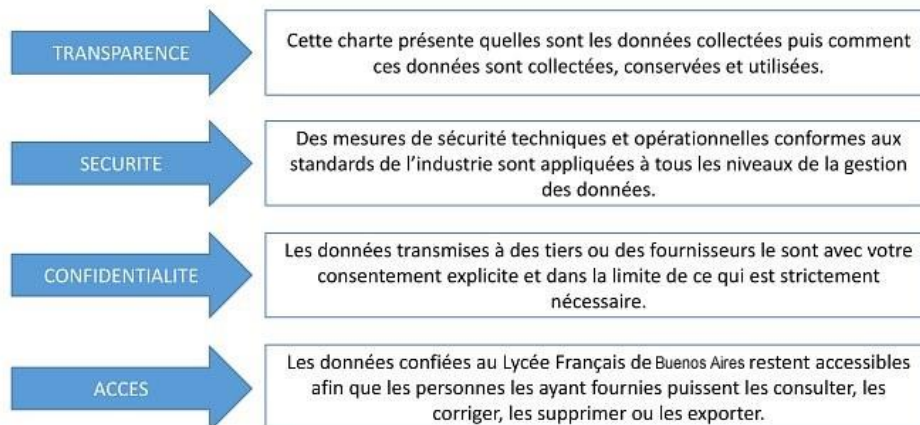 TRANSPARENCE
Cette charte présente quelles sont les données collectées puis comment
ces données sont collectées, conservées et utilisées.
SECURITE
Des mesures de sécurité techniques et opérationnelles conformes aux
standards de l'industrie sont appliquées à tous les niveaux de la gestion
des données.
CONFIDENTIALITE
Les données transmises à des tiers ou des fournisseurs le sont avec votre
consentement explicite et dans la limite de ce qui est strictement
nécessaire.
ACCES
Les données confiées au Lycée Français de Buenos Aires restent accessibles
afin que les personnes les ayant fournies puissent les consulter, les
corriger, les supprimer ou les exporter.